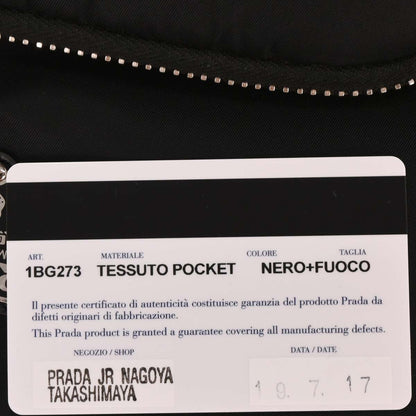 ART. MATERIALE COLORE TAGLIA
1BG273 TESSUTO POCKET NERO+FUOCO
Il presente certificato di autenticità costituisce garanzia del prodotto Prada da
difetti originari di fabbricazione.
This Prada product is granted a guarantee covering all manufacturing defects.
NEGOZIO / SHOP DATA / DATE
PRADA JR NAGOYA
TAKASHIMAYA
19. 7. 17